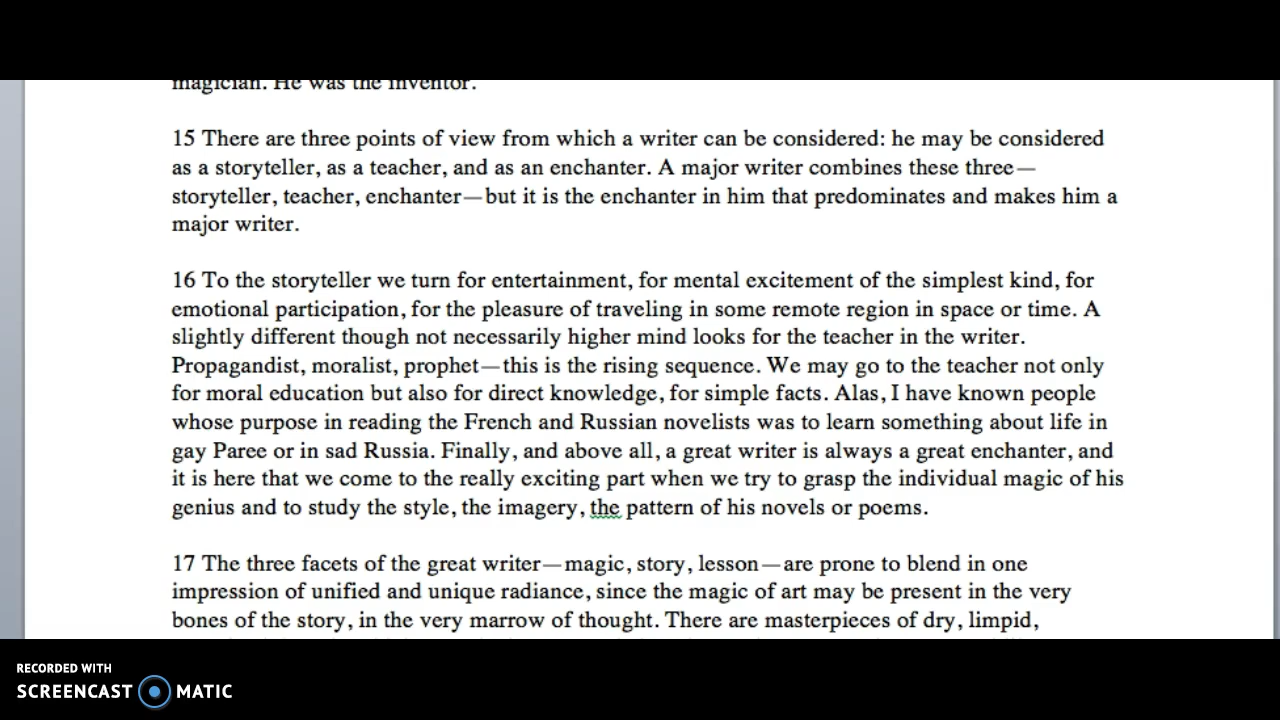 magician. He was the inventor.
15 There are three points of view from which a writer can be considered: he may be considered
as a storyteller, as a teacher, and as an enchanter. A major writer combines these three—
storyteller, teacher, enchanter—but it is the enchanter in him that predominates and makes him a
major writer.
16 To the storyteller we turn for entertainment, for mental excitement of the simplest kind, for
emotional participation, for the pleasure of traveling in some remote region in space or time. A
slightly different though not necessarily higher mind looks for the teacher in the writer.
Propagandist, moralist, prophet—this is the rising sequence. We may go to the teacher not only
for moral education but also for direct knowledge, for simple facts. Alas, I have known people
whose purpose in reading the French and Russian novelists was to learn something about life in
gay Paree or in sad Russia. Finally, and above all, a great writer is always a great enchanter, and
it is here that we come to the really exciting part when we try to grasp the individual magic of his
genius and to study the style, the imagery, the pattern of his novels or poems.
17 The three facets of the great writer—magic, story, lesson—are prone to blend in one
impression of unified and unique radiance, since the magic of art may be present in the very
bones of the story, in the very marrow of thought. There are masterpieces of dry, limpid,
RECORDED WITH
SCREENCAST MATIC